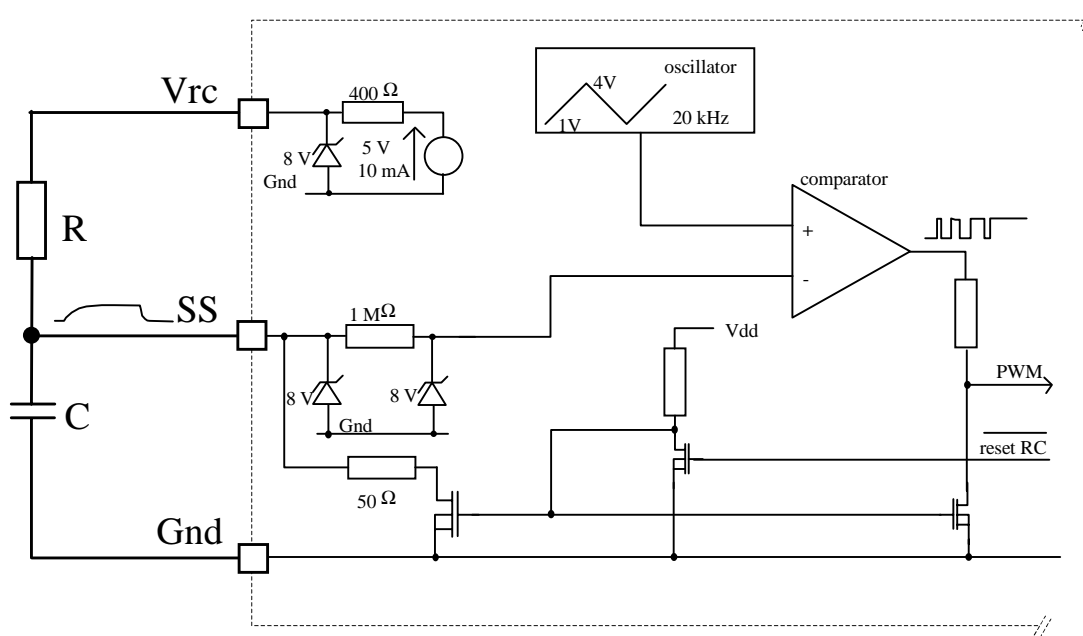 Vrc
400 Ω
8 V
5 V
10 mA
Gnd
4V
oscillator
1V
20 kHz
comparator
+
-
R
SS
1 MΩ
8 V
8 V
Gnd
Vdd
PWM
C
50 Ω
reset RC
Gnd